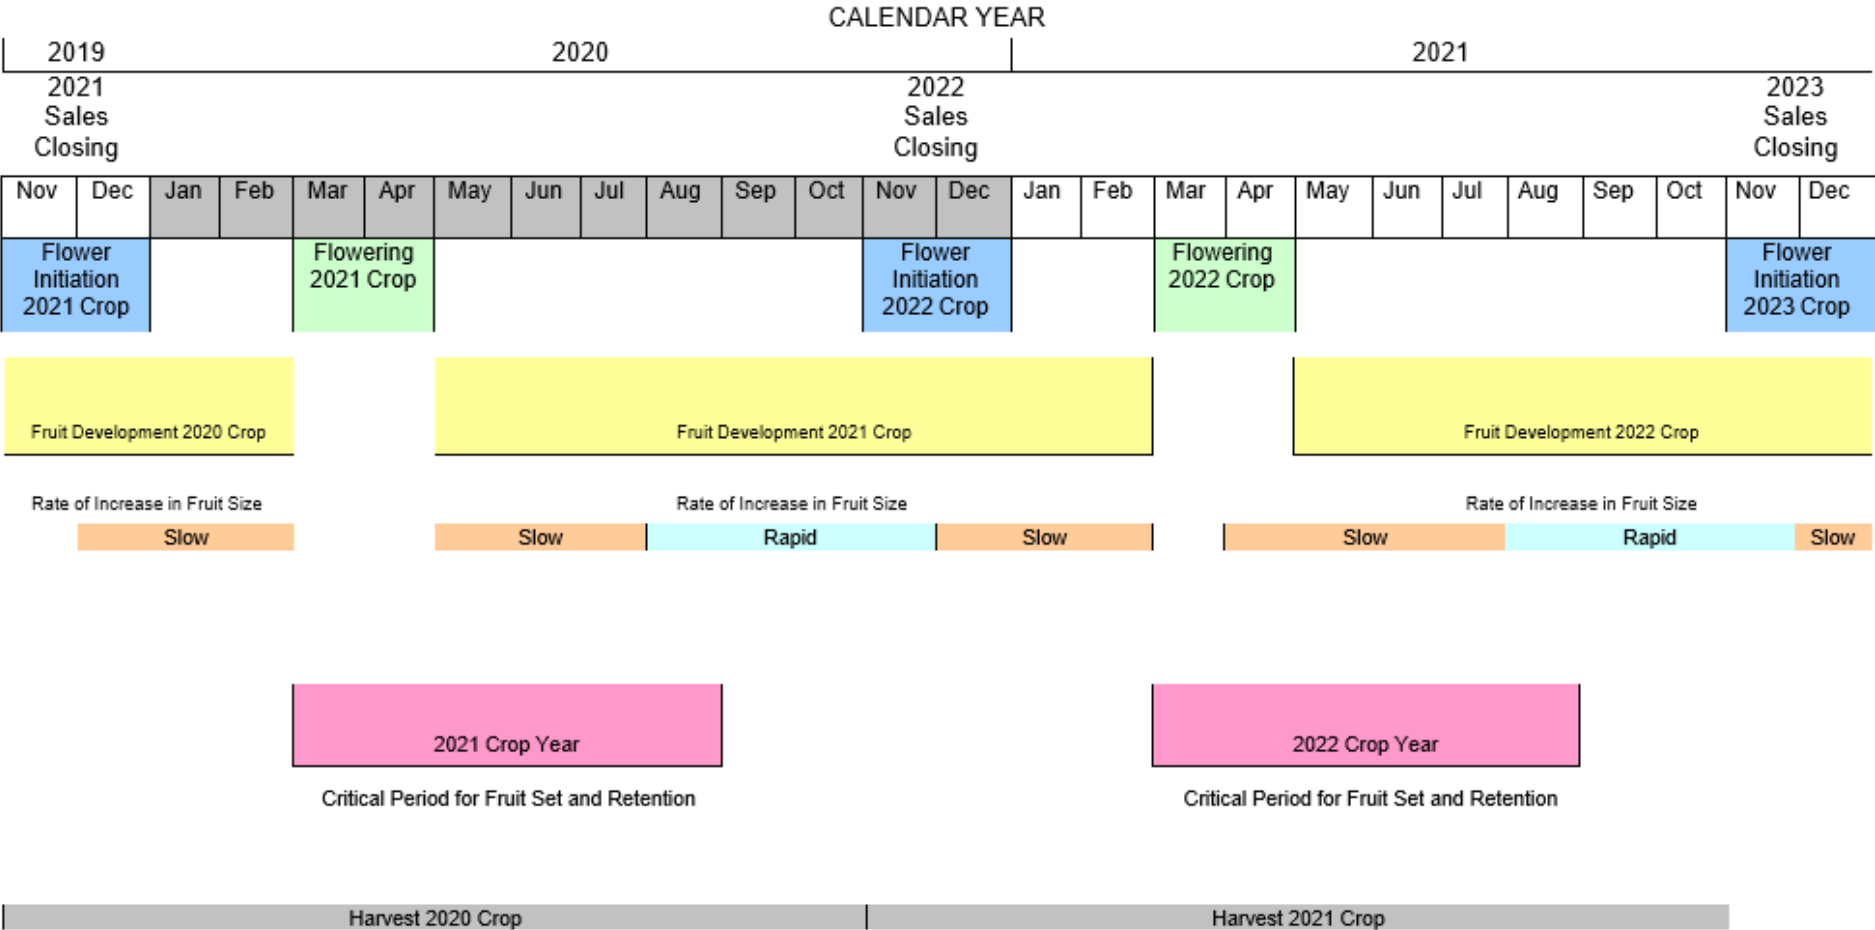 CALENDAR YEAR
2019 2020 2021
2021 2022 2023
Sales Sales Sales
Closing Closing Closing
Nov Dec Jan Feb Mar Apr May Jun Jul Aug Sep Oct Nov Dec Jan Feb Mar Apr May Jun Jul Aug Sep Oct Nov Dec
Flower Flowering Flower Flowering Flower
Initiation 2021 Crop Initiation 2022 Crop Initiation
2021 Crop 2022 Crop 2023 Crop
Fruit Development 2020 Crop Fruit Development 2021 Crop Fruit Development 2022 Crop
Rate of Increase in Fruit Size Rate of Increase in Fruit Size Rate of Increase in Fruit Size
Slow Slow Rapid Slow Slow Rapid Slow
2021 Crop Year 2022 Crop Year
Critical Period for Fruit Set and Retention Critical Period for Fruit Set and Retention
Harvest 2020 Crop Harvest 2021 Crop